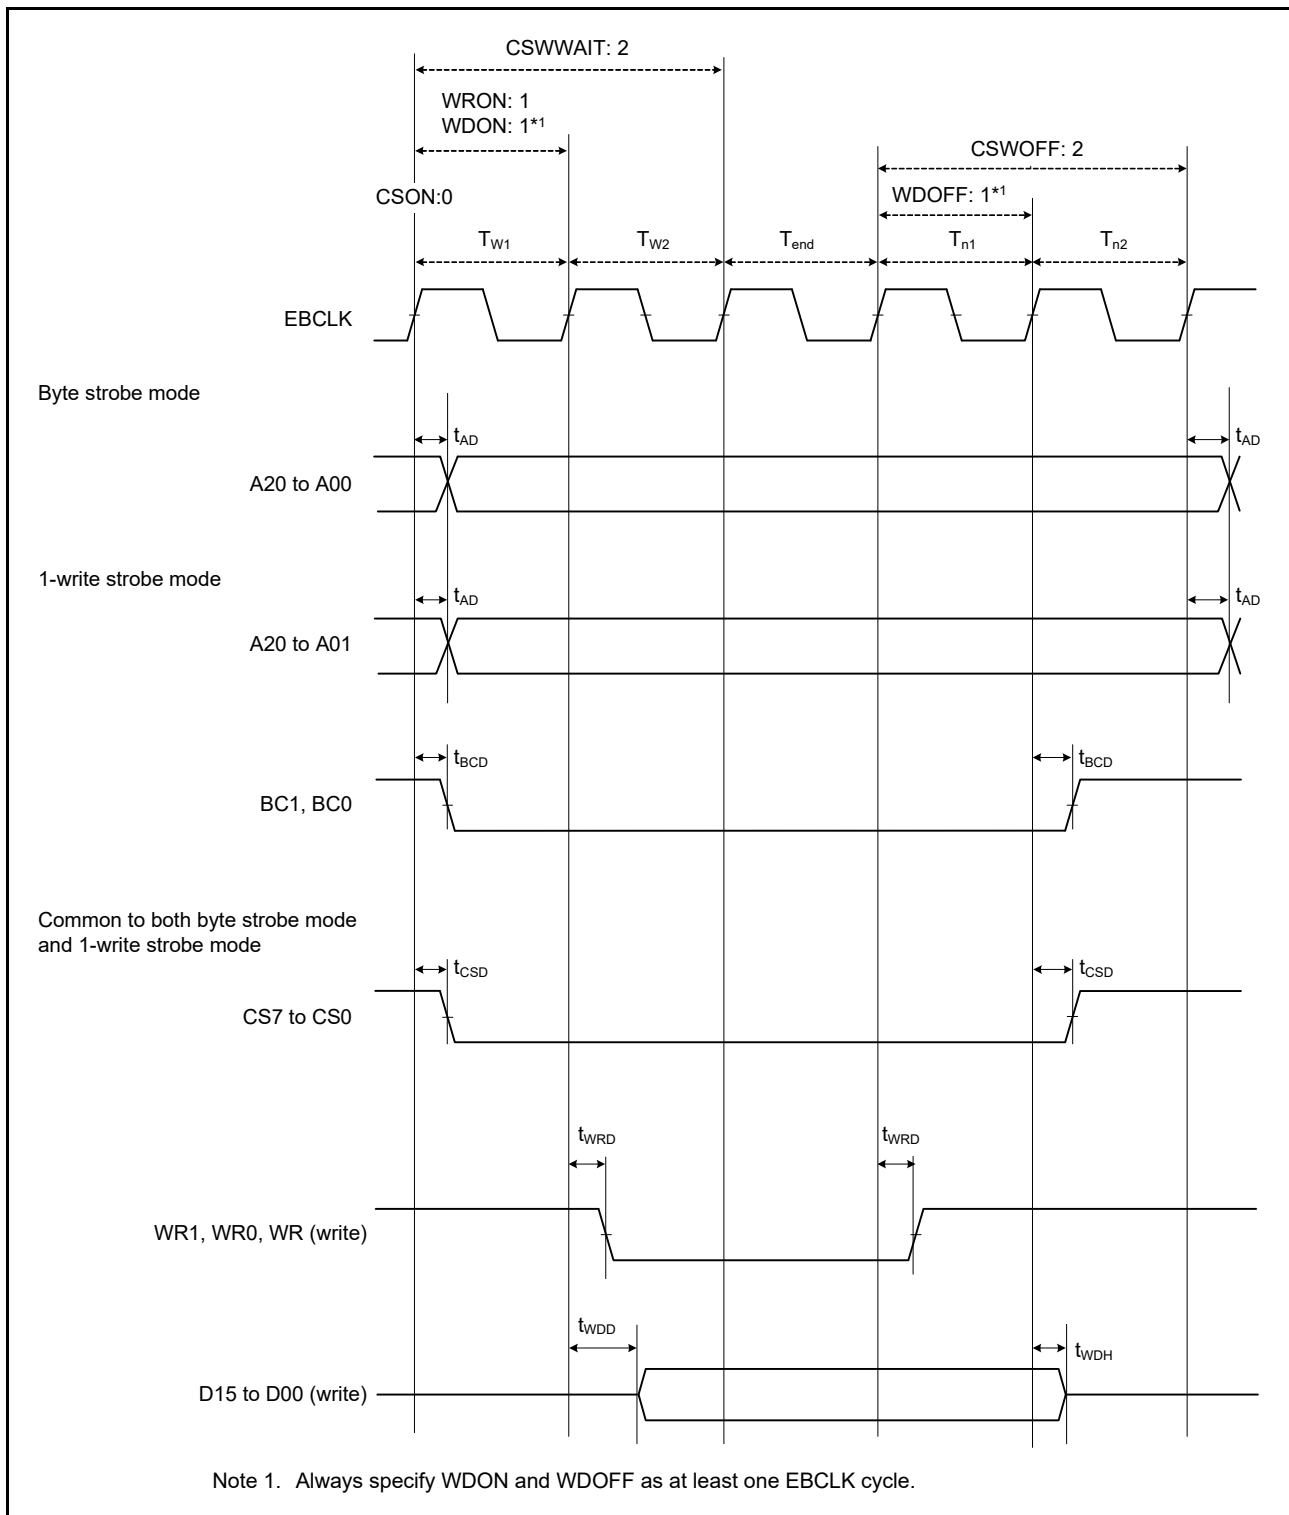 CSWWAIT: 2
WRON: 1
WDON: 1*1
CSWOFF: 2
CSON:0
WDOFF: 1*1
TW1 TW2 Tend Tn1 Tn2
EBCLK
Byte strobe mode
tAD tAD
A20 to A00
1-write strobe mode
tAD tAD
A20 to A01
tBCD tBCD
BC1, BC0
Common to both byte strobe mode
and 1-write strobe mode
tCSD tCSD
CS7 to CS0
tWRD tWRD
WR1, WR0, WR (write)
tWDD tWDH
D15 to D00 (write)
Note 1. Always specify WDON and WDOFF as at least one EBCLK cycle.